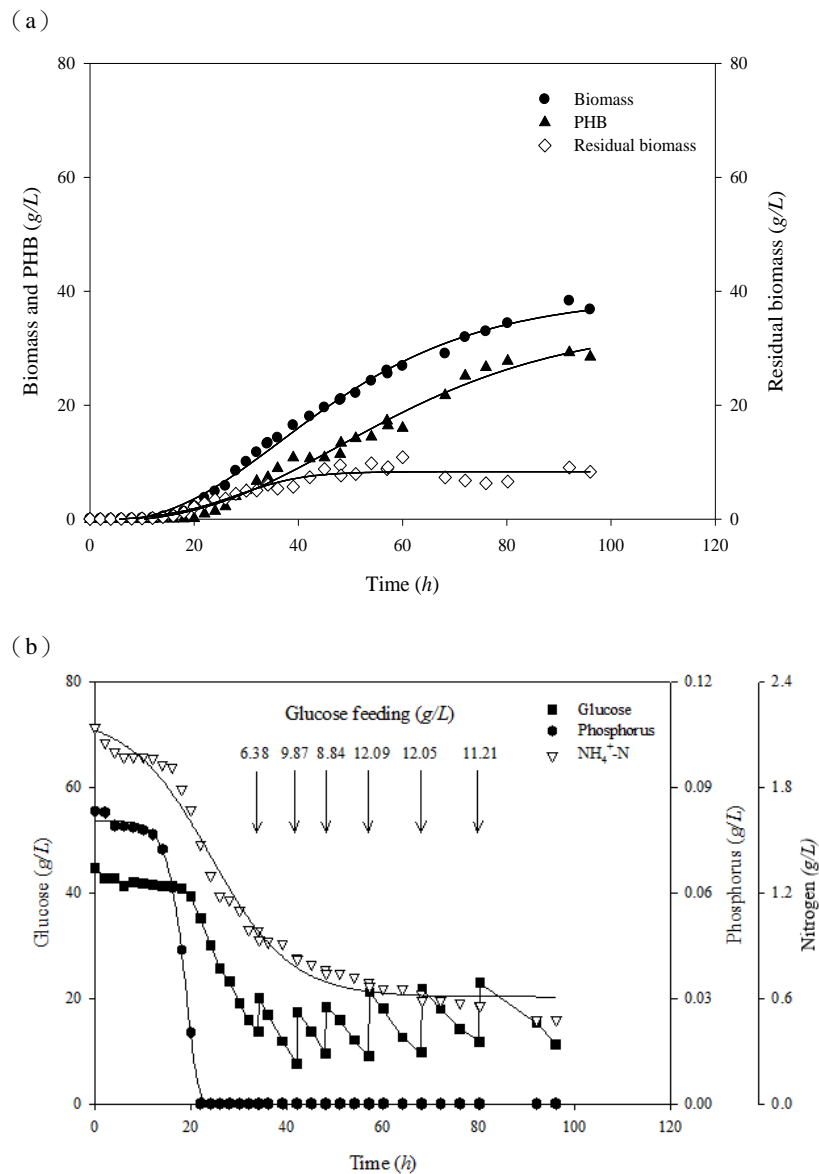 （a）
80
60
40
20
0
80
60
40
20
0
0 20 40 60 80 100 120
Biomass and PHB (g/L)
Residual biomass (g/L)
Biomass
PHB
Residual biomass
Time (h)
（b）
80
60
40
20
0
0.12
0.09
0.06
0.03
0.00
2.4
1.8
1.2
0.6
0.0
Glucose feeding (g/L)
6.38 9.87 8.84 12.09 12.05 11.21
Glucose
Phosphorus
NH₄⁺-N
Glucose (g/L)
Phosphorus (g/L)
Nitrogen (g/L)
0 20 40 60 80 100 120
Time (h)